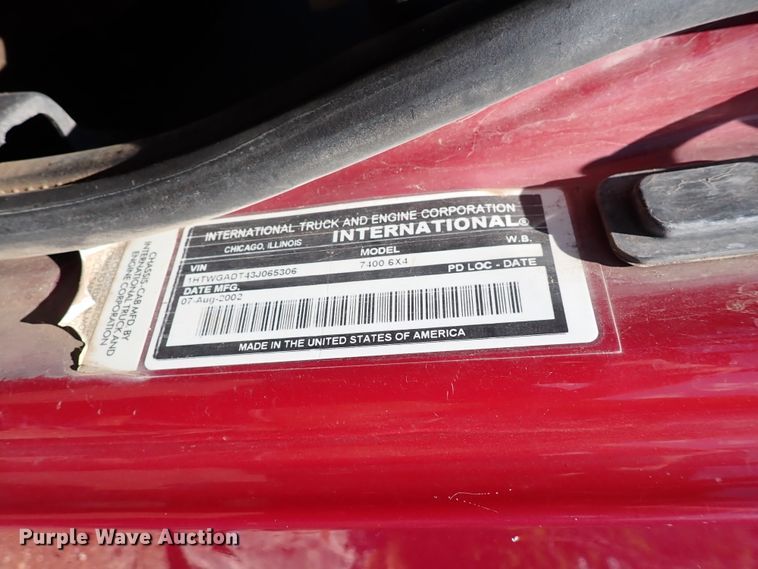 INTERNATIONAL TRUCK AND ENGINE CORPORATION
CHICAGO, ILLINOIS INTERNATIONAL®
VIN MODEL W.B.
1HTWGADT43J065306 7400 6X4
DATE MFG. PD LOC - DATE
07-Aug-2002
MADE IN THE UNITED STATES OF AMERICA
CHASSIS-CAB MFD. BY
INTERNATIONAL TRUCK AND
ENGINE CORPORATION
Purple Wave Auction